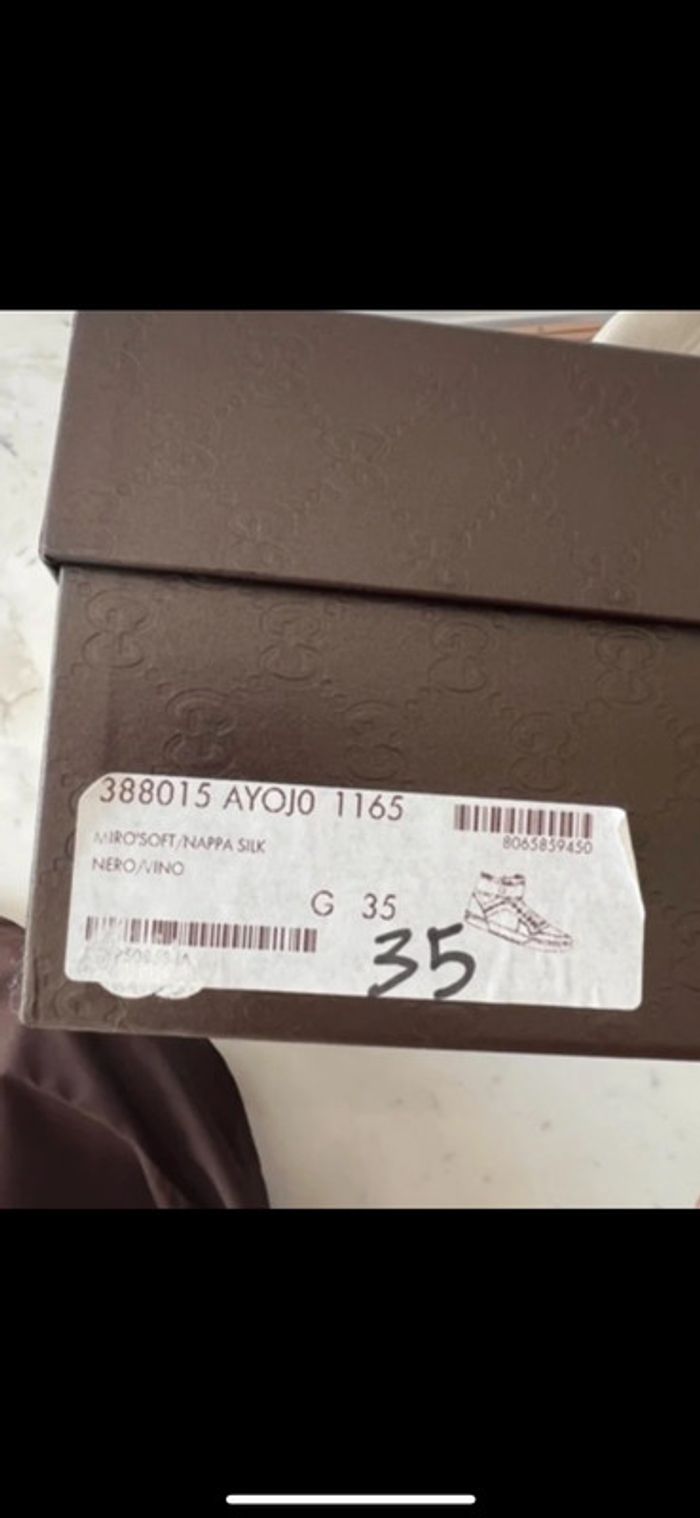 388015 AYOJ0 1165
8065859450
MIRO'SOFT/NAPPA SILK
NERO/VINO
G 35
35